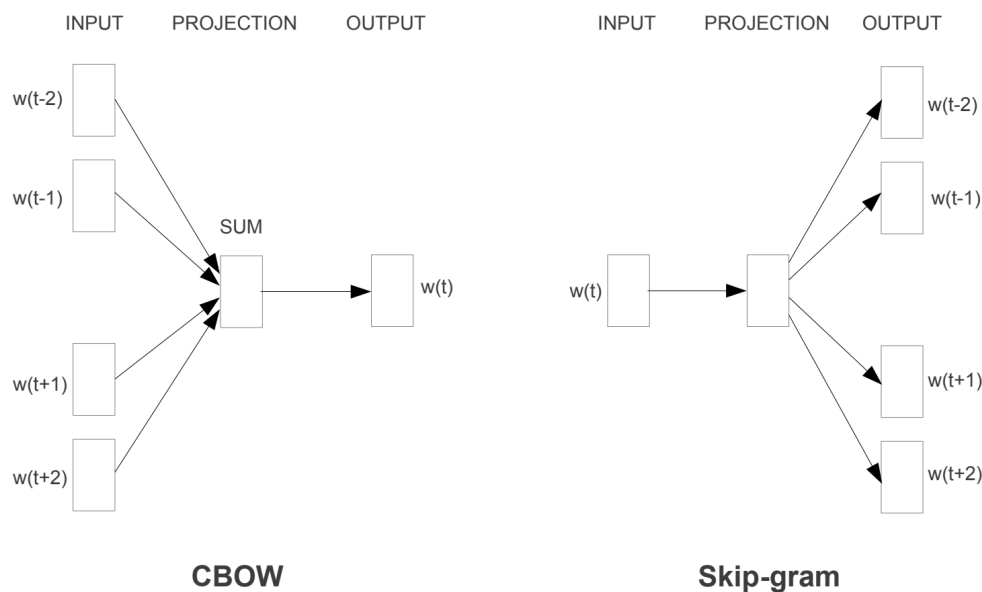 INPUT PROJECTION OUTPUT
w(t-2)
w(t-1)
SUM
w(t)
w(t+1)
w(t+2)
CBOW
INPUT PROJECTION OUTPUT
w(t-2)
w(t-1)
w(t)
w(t+1)
w(t+2)
Skip-gram